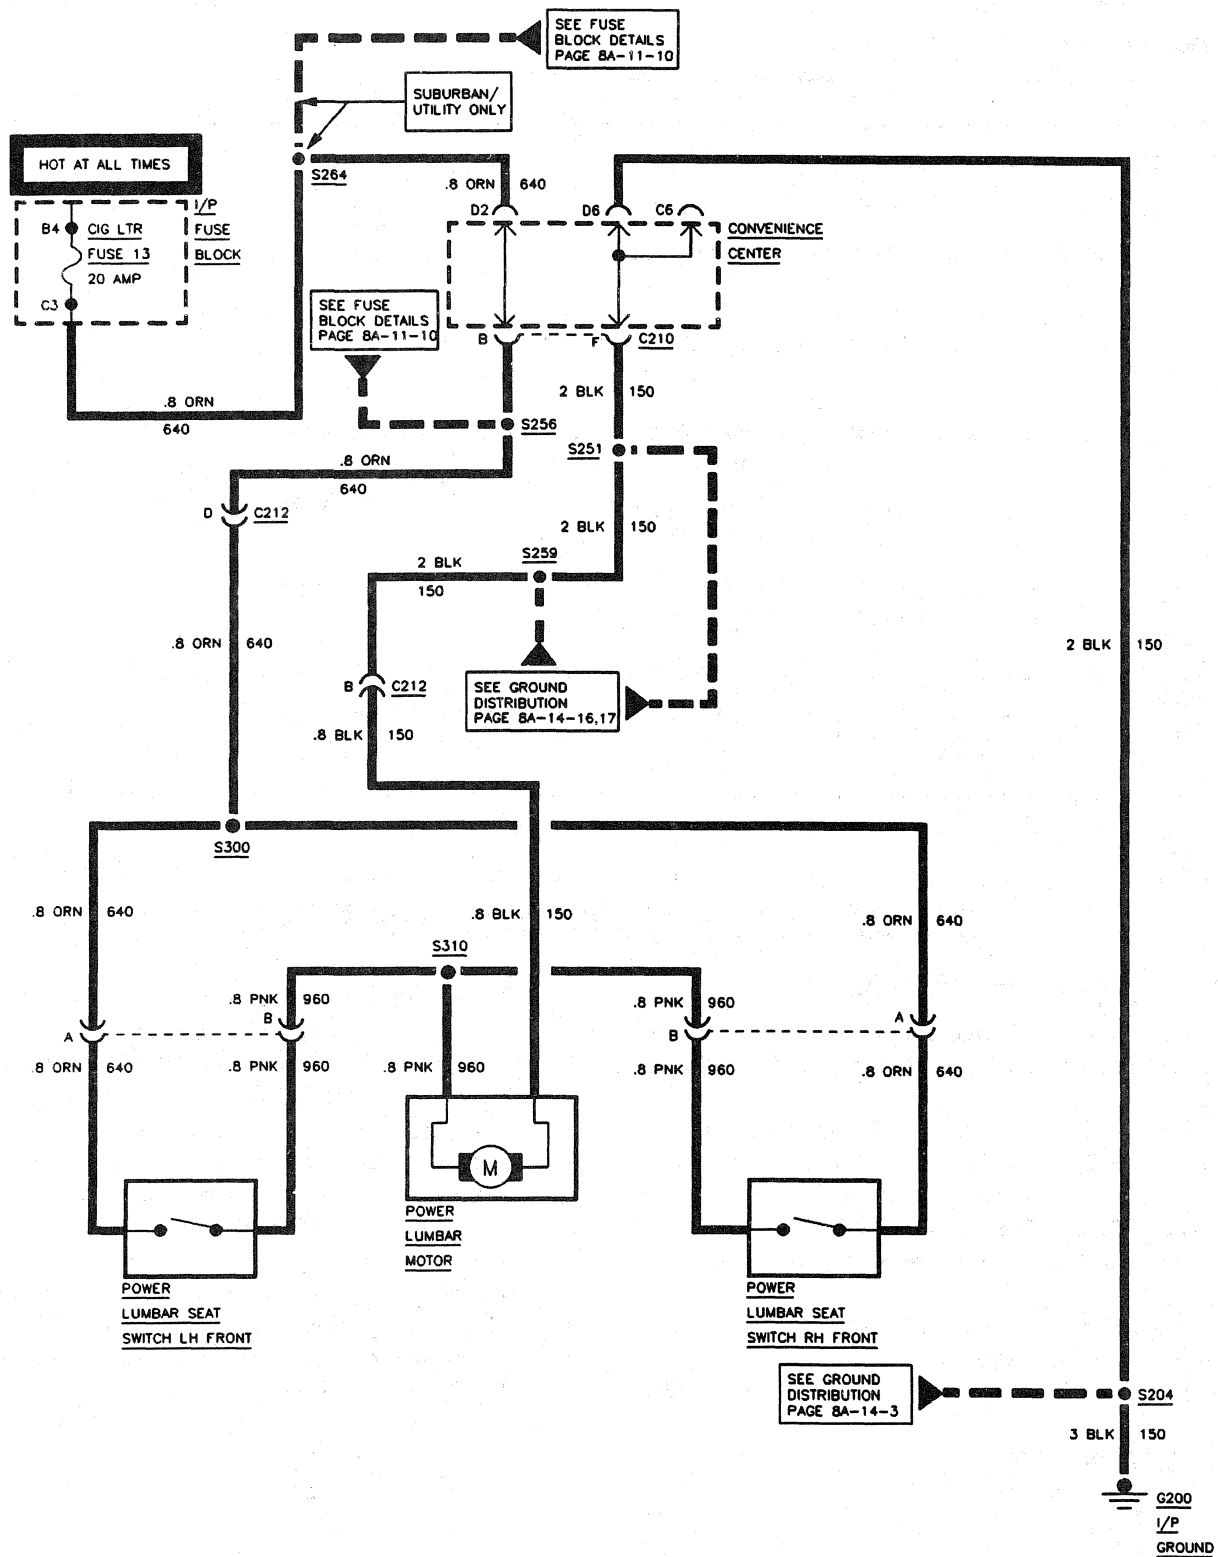 SEE FUSE
BLOCK DETAILS
PAGE 8A-11-10
SUBURBAN/
UTILITY ONLY
HOT AT ALL TIMES
S264
.8 ORN 640
I/P
FUSE
BLOCK
B4 CIG LTR
FUSE 13
20 AMP
C3
D2 D6 C6
CONVENIENCE
CENTER
SEE FUSE
BLOCK DETAILS
PAGE 8A-11-10
B F C210
.8 ORN
640
2 BLK 150
S256
S251
.8 ORN
640
D C212
2 BLK 150
S259
2 BLK
150
.8 ORN 640
2 BLK 150
B C212
SEE GROUND
DISTRIBUTION
PAGE 8A-14-16,17
.8 BLK 150
S300
.8 ORN 640
.8 BLK 150
.8 ORN 640
S310
.8 PNK 960
.8 PNK 960
A B B A
.8 ORN 640
.8 PNK 960
.8 PNK 960
.8 PNK 960
.8 ORN 640
M
POWER
LUMBAR
MOTOR
POWER
LUMBAR SEAT
SWITCH LH FRONT
POWER
LUMBAR SEAT
SWITCH RH FRONT
SEE GROUND
DISTRIBUTION
PAGE 8A-14-3
S204
3 BLK 150
G200
I/P
GROUND